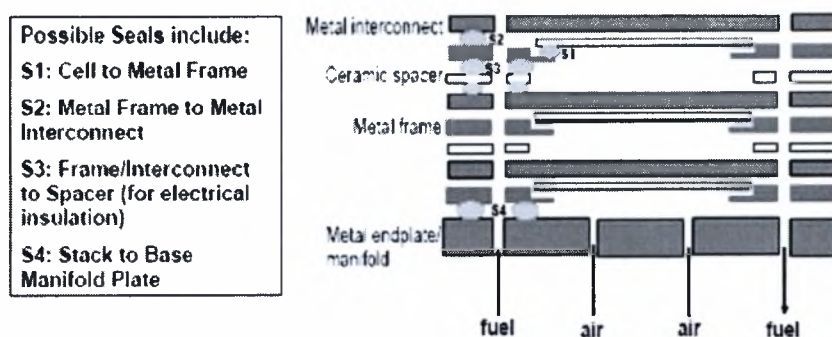 Possible Seals include:
S1: Cell to Metal Frame
S2: Metal Frame to Metal
Interconnect
S3: Frame/Interconnect
to Spacer (for electrical
insulation)
S4: Stack to Base
Manifold Plate
Metal interconnect
S2
S1
S3
Ceramic spacer
Metal frame
S4
Metal endplate/
manifold
fuel air air fuel